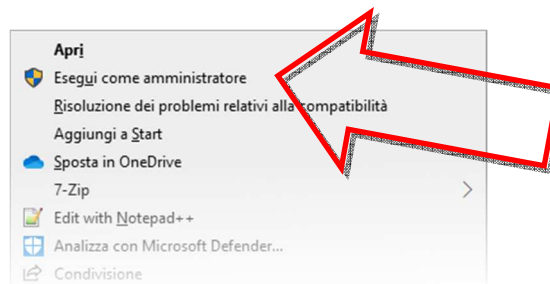 Apri
Esegui come amministratore
Risoluzione dei problemi relativi alla compatibilità
Aggiungi a Start
Sposta in OneDrive
7-Zip
Edit with Notepad++
Analizza con Microsoft Defender...
Condivisione